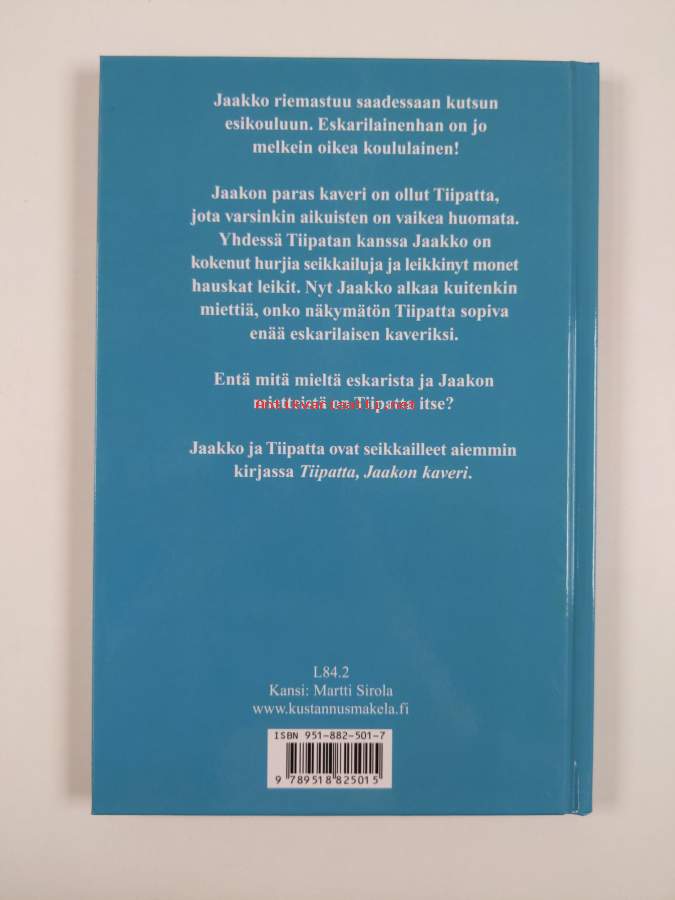 Jaakko riemastuu saadessaan kutsun
esikouluun. Eskarilainenhan on jo
melkein oikea koululainen!
Jaakon paras kaveri on ollut Tiipatta,
jota varsinkin aikuisten on vaikea huomata.
Yhdessä Tiipatan kanssa Jaakko on
kokenut hurjia seikkailuja ja leikkinyt monet
hauskat leikit. Nyt Jaakko alkaa kuitenkin
miettiä, onko näkymätön Tiipatta sopiva
enää eskarilaisen kaveriksi.
Entä mitä mieltä eskarista ja Jaakon
mietteistä on Tiipatta itse?
Jaakko ja Tiipatta ovat seikkailleet aiemmin
kirjassa Tiipatta, Jaakon kaveri.
L84.2
Kansi: Martti Sirola
www.kustannusmakela.fi
ISBN 951-882-501-7
9 789518 825015